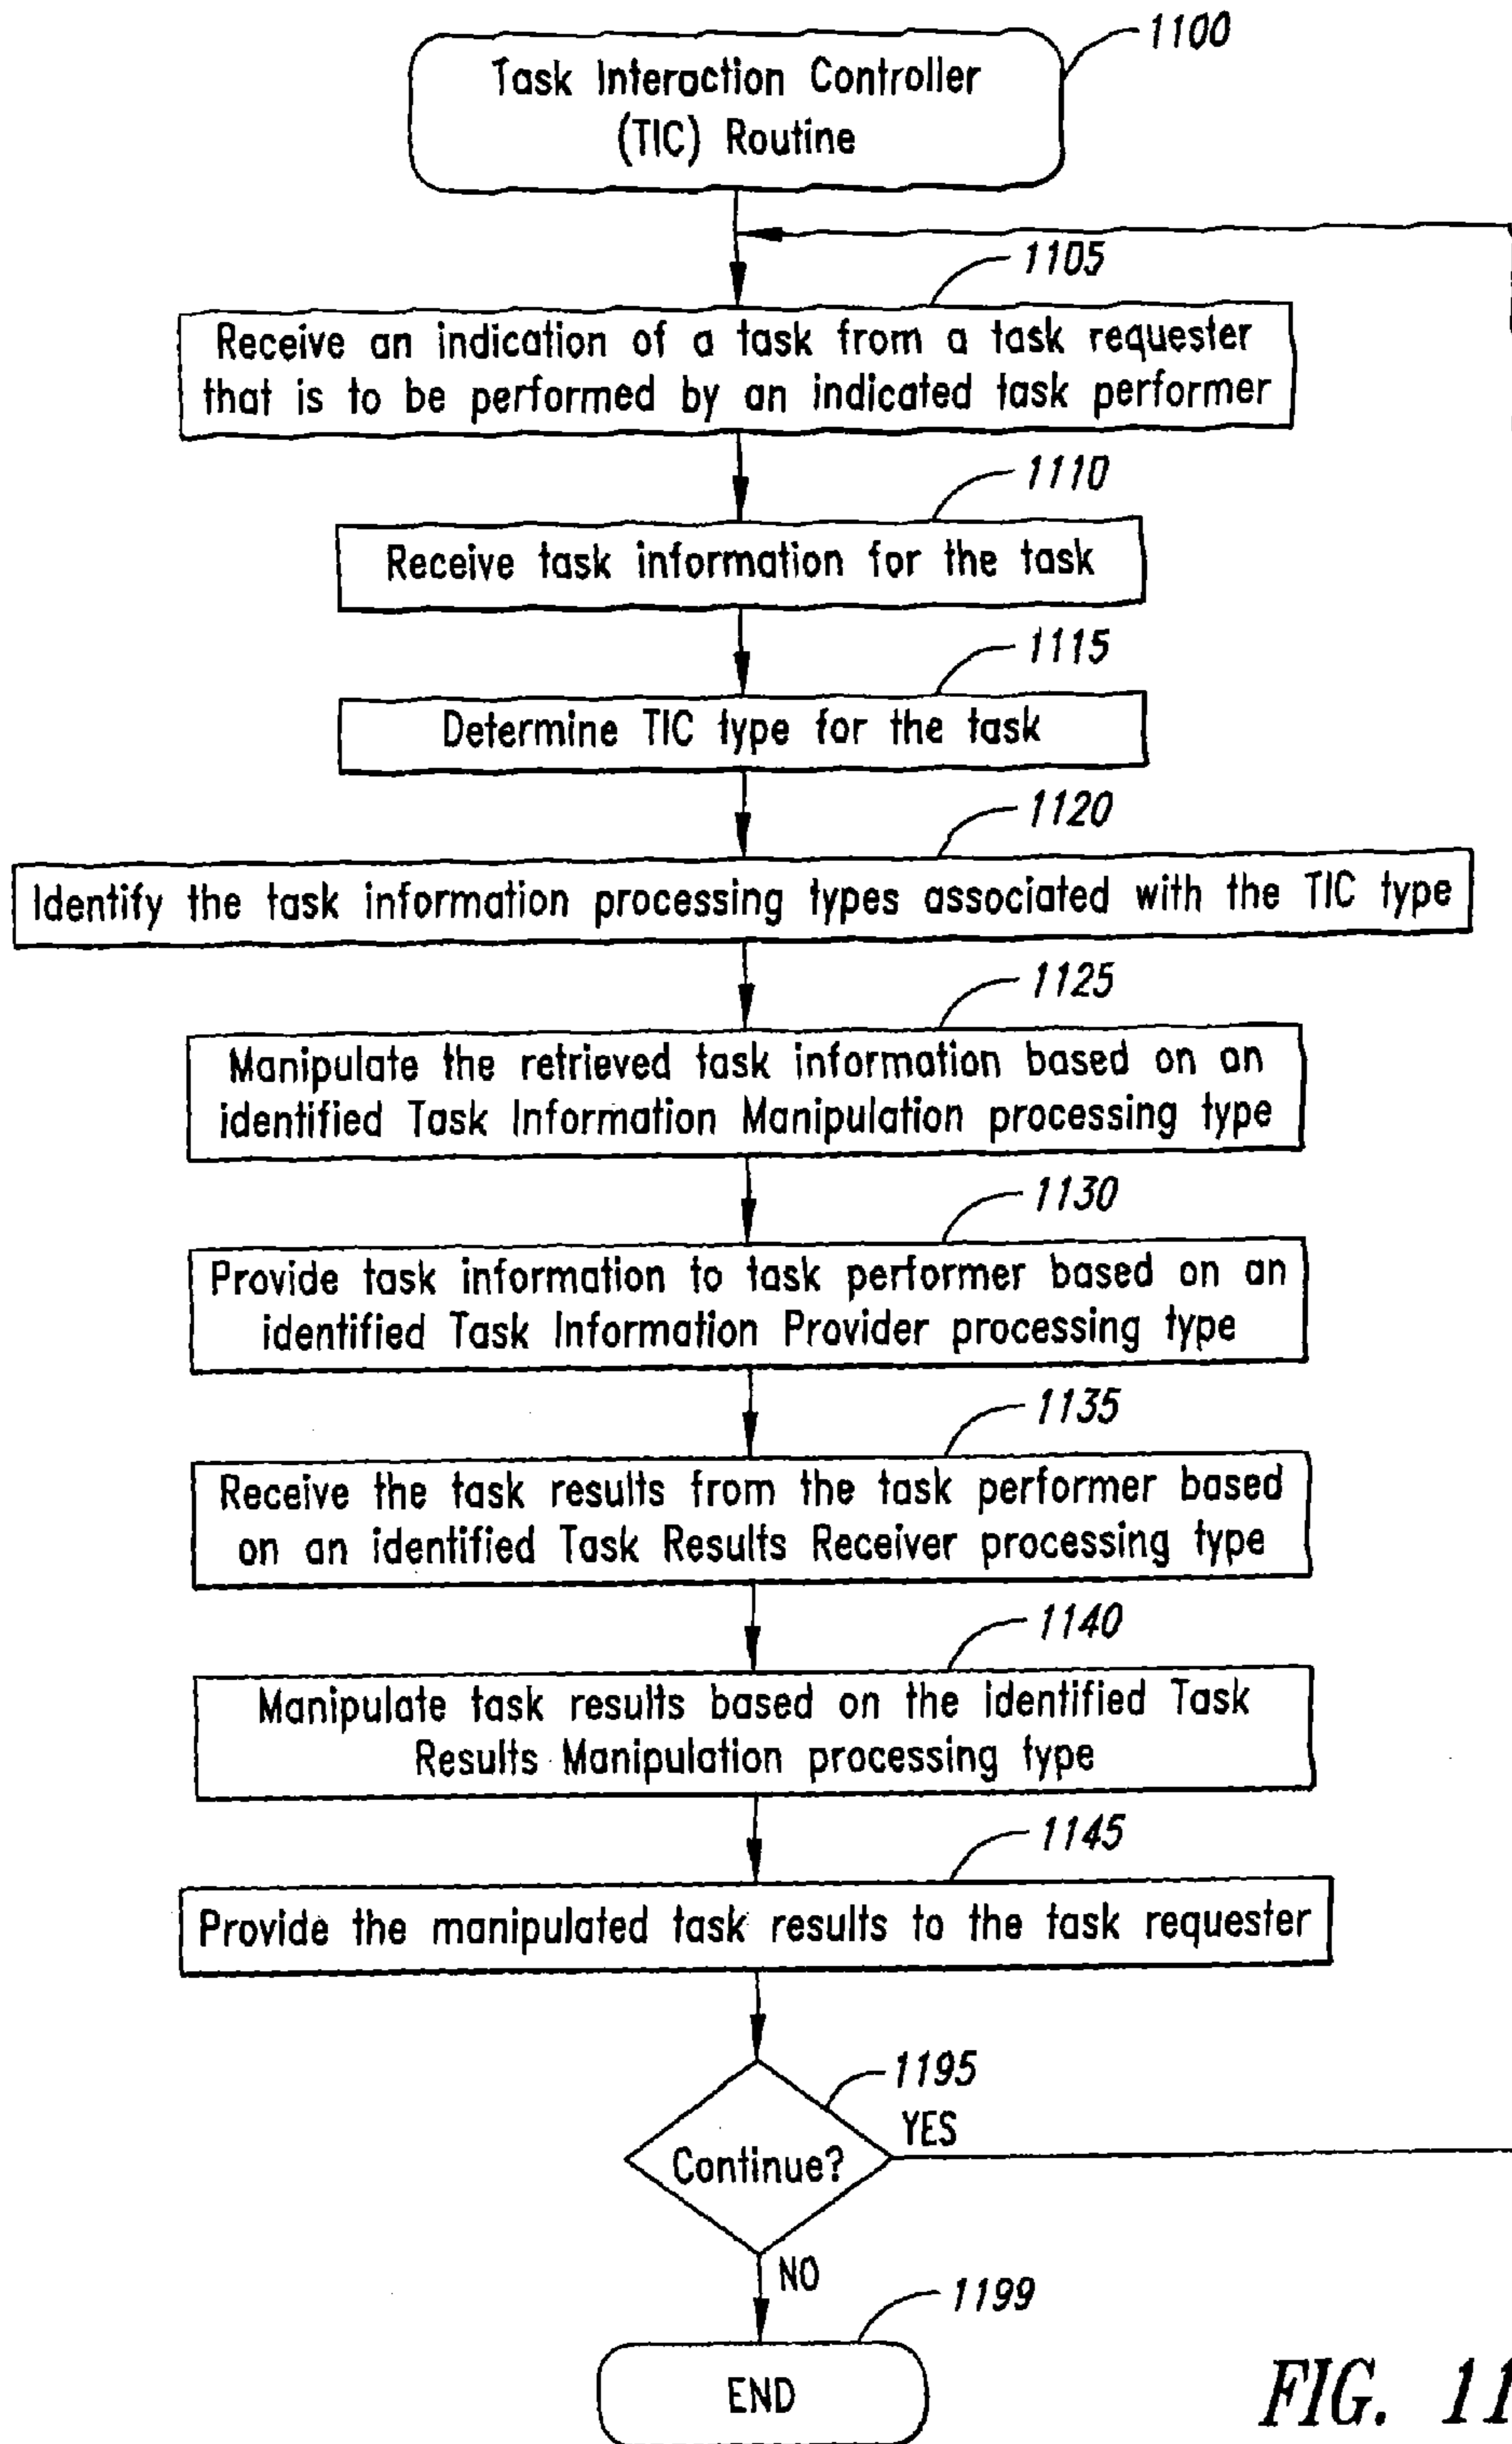 1100
Task Interaction Controller
(TIC) Routine
1105
Receive an indication of a task from a task requester
that is to be performed by an indicated task performer
1110
Receive task information for the task
1115
Determine TIC type for the task
1120
Identify the task information processing types associated with the TIC type
1125
Manipulate the retrieved task information based on an
identified Task Information Manipulation processing type
1130
Provide task information to task performer based on an
identified Task Information Provider processing type
1135
Receive the task results from the task performer based
on an identified Task Results Receiver processing type
1140
Manipulate task results based on the identified Task
Results Manipulation processing type
1145
Provide the manipulated task results to the task requester
1195
YES
Continue?
NO
1199
END
FIG. 11